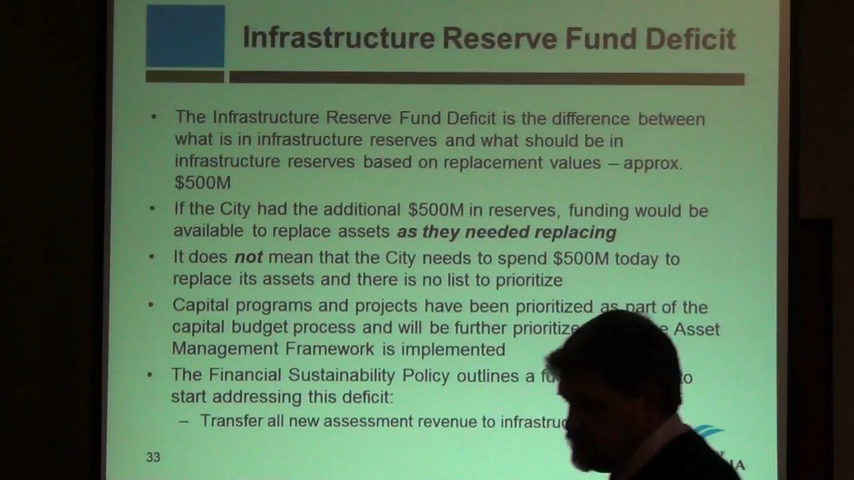 Infrastructure Reserve Fund Deficit
• The Infrastructure Reserve Fund Deficit is the difference between
what is in infrastructure reserves and what should be in
infrastructure reserves based on replacement values – approx.
$500M
• If the City had the additional $500M in reserves, funding would be
available to replace assets as they needed replacing
• It does not mean that the City needs to spend $500M today to
replace its assets and there is no list to prioritize
• Capital programs and projects have been prioritized as part of the
capital budget process and will be further Asset
Management Framework is implemented
• The Financial Sustainability Policy outlines a to
start addressing this deficit:
– Transfer all new assessment revenue to
33